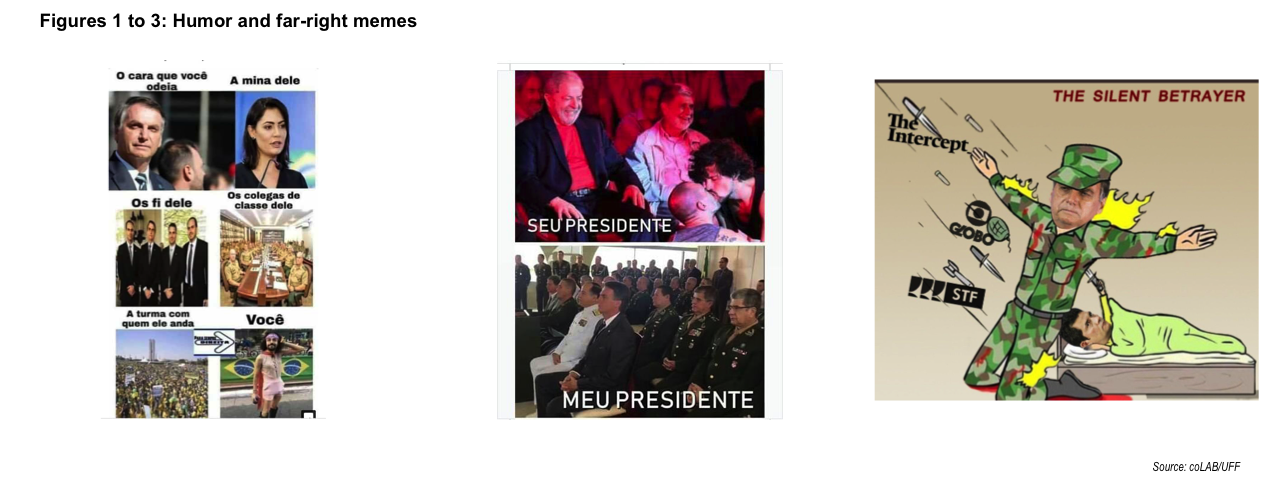 Figures 1 to 3: Humor and far-right memes
O cara que você
odeia
A mina dele
Os fi dele
Os colegas de
classe dele
A turma com
quem ele anda
Você
DIREITA
SEU PRESIDENTE
MEU PRESIDENTE
THE SILENT BETRAYER
The
Intercept
GLOBO
STF
Source: coLAB/UFF